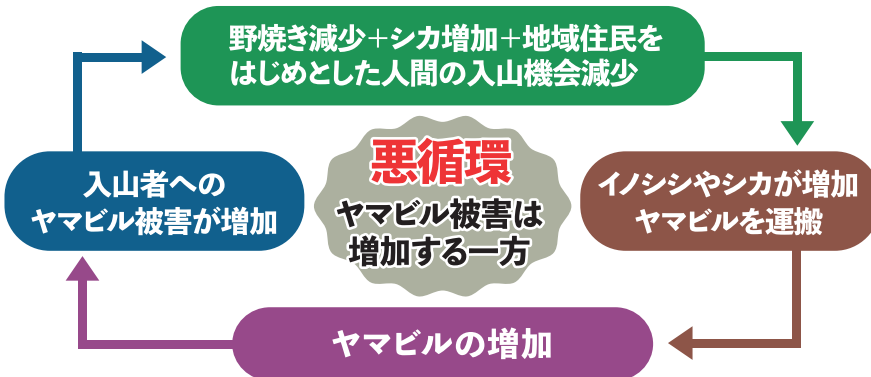 野焼き減少＋シカ増加＋地域住民を
はじめとした人間の入山機会減少
悪循環
ヤマビル被害は
増加する一方
入山者への
ヤマビル被害が増加
イノシシやシカが増加
ヤマビルを運搬
ヤマビルの増加